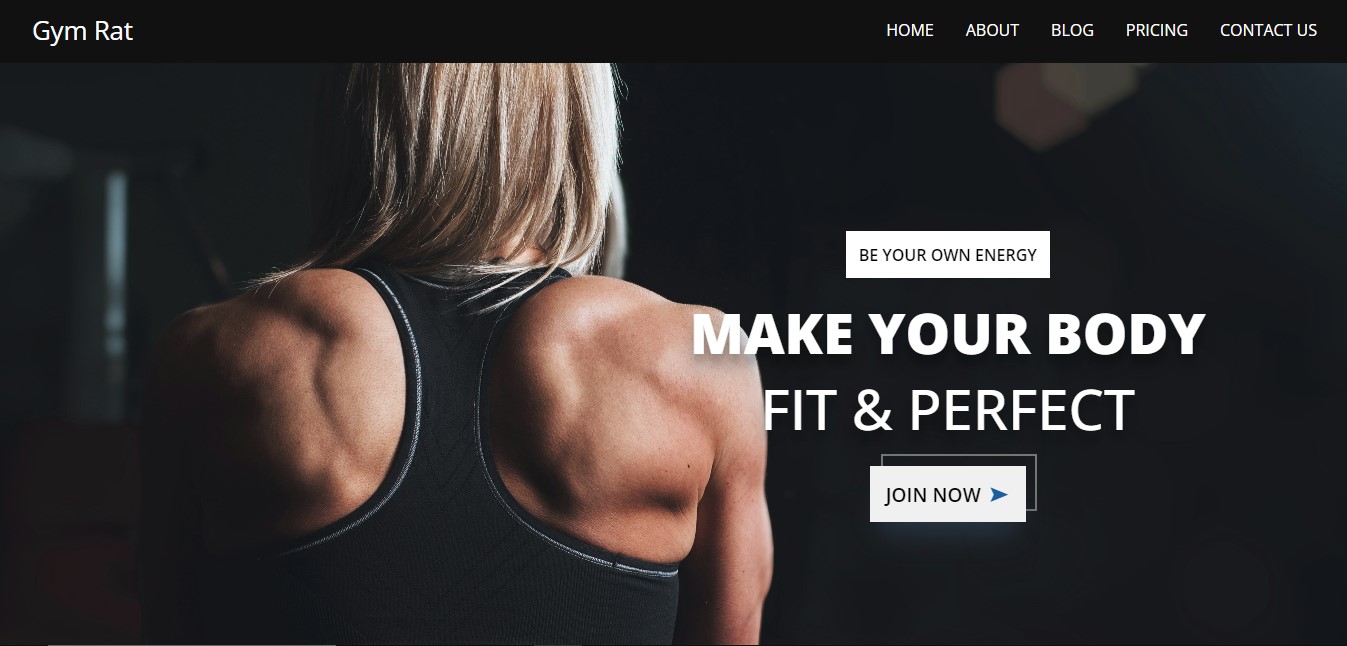 Gym Rat
HOME ABOUT BLOG PRICING CONTACT US
BE YOUR OWN ENERGY
MAKE YOUR BODY
FIT & PERFECT
JOIN NOW ➤